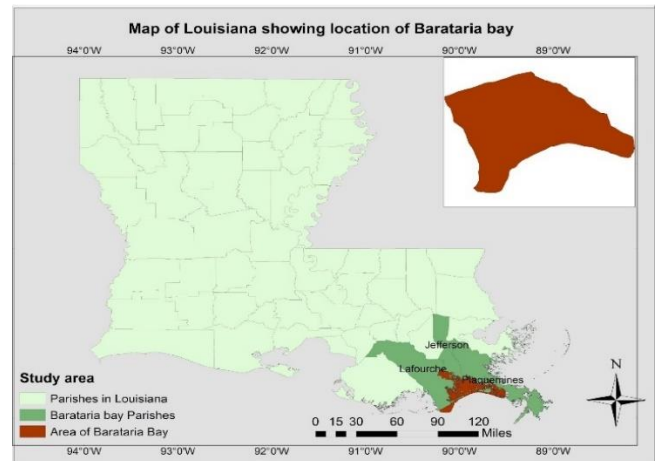 Map of Louisiana showing location of Barataria bay
94°0'W 93°0'W 92°0'W 91°0'W 90°0'W 89°0'W
Jefferson
Lafourche
Plaquemines
N
Study area
Parishes in Louisiana
Barataria bay Parishes
Area of Barataria Bay
0 15 30 60 90 120
Miles
94°0'W 93°0'W 92°0'W 91°0'W 90°0'W 89°0'W